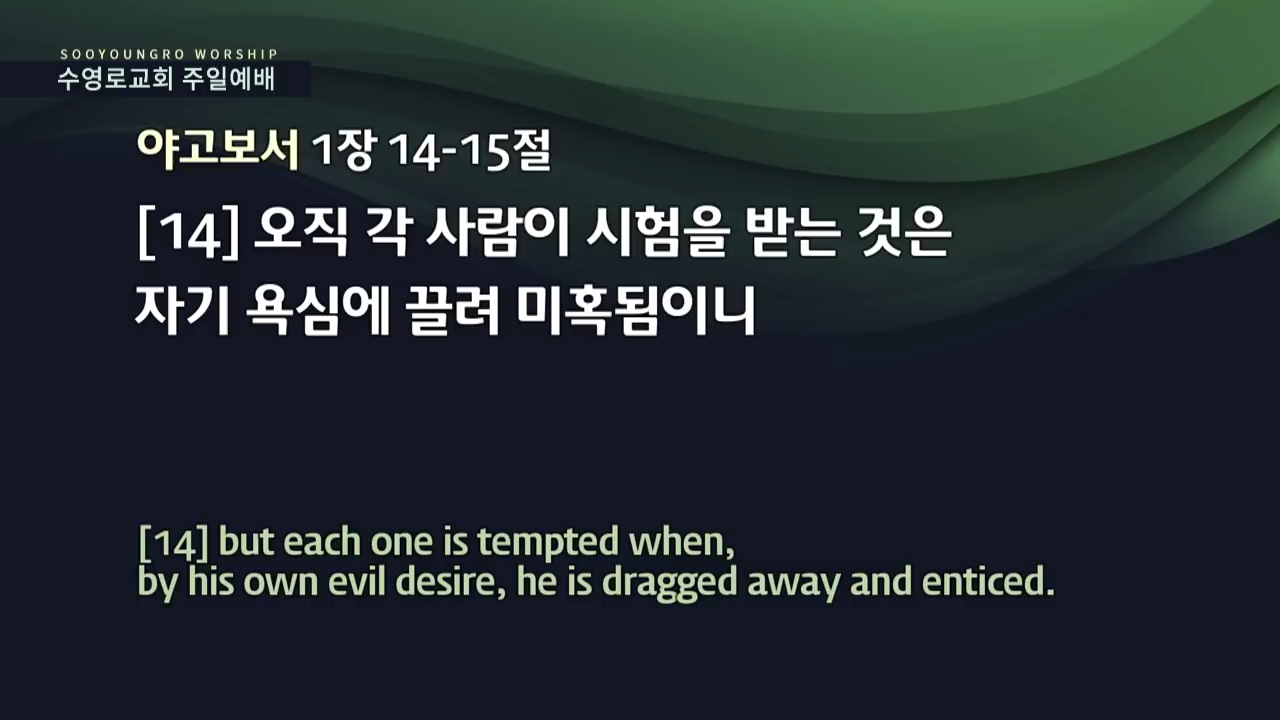 SOOYOUNGRO WORSHIP
수영로교회 주일예배
야고보서 1장 14-15절
[14] 오직 각 사람이 시험을 받는 것은
자기 욕심에 끌려 미혹됨이니
[14] but each one is tempted when,
by his own evil desire, he is dragged away and enticed.